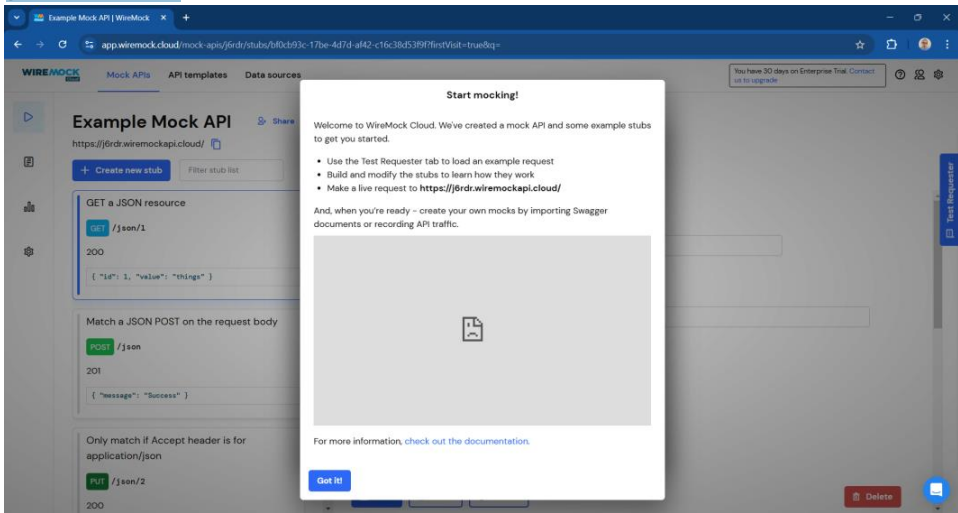 Example Mock API | WireMock
app.wiremock.cloud/mock-apis/j6rdr/stubs/bf0cb93c-17be-4d7d-af42-c16c38d53f9f?firstVisit=true&q=
WIREMOCK
Cloud
Mock APIs
API templates
Data sources
You have 30 days on Enterprise Trial. Contact
us to upgrade
Example Mock API
Share
https://j6rdr.wiremockapi.cloud/
+ Create new stub
Filter stub list
GET a JSON resource
GET /json/1
200
{ "id": 1, "value": "things" }
Match a JSON POST on the request body
POST /json
201
{ "message": "Success" }
Only match if Accept header is for
application/json
PUT /json/2
200
Start mocking!
Welcome to WireMock Cloud. We've created a mock API and some example stubs
to get you started.
• Use the Test Requester tab to load an example request
• Build and modify the stubs to learn how they work
• Make a live request to https://j6rdr.wiremockapi.cloud/
And, when you're ready - create your own mocks by importing Swagger
documents or recording API traffic.
For more information, check out the documentation.
Got it!
Test Requester
Delete